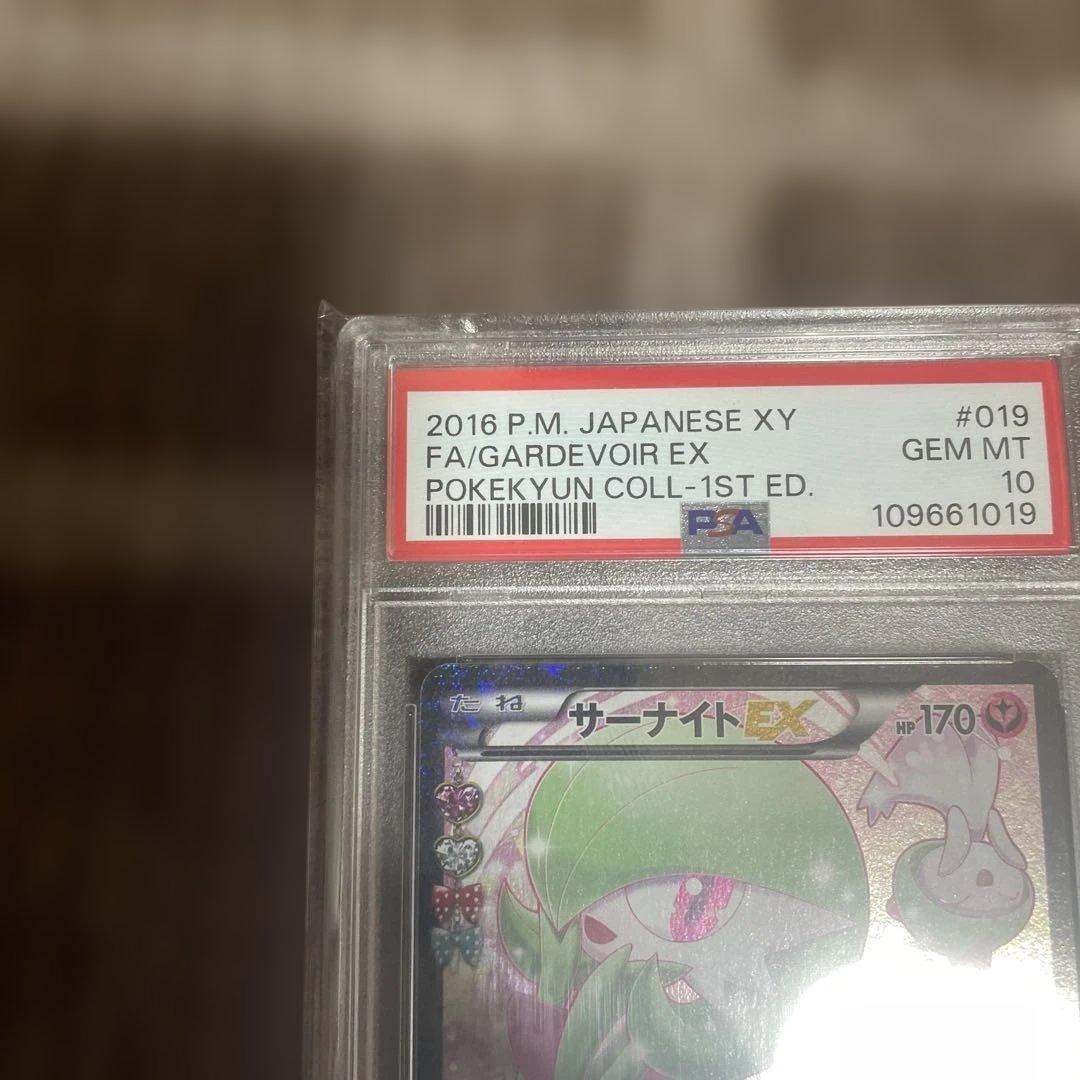 2016 P.M. JAPANESE XY #019
FA/GARDEVOIR EX GEM MT
POKEKYUN COLL-1ST ED. 10
PSA 109661019
たね サーナイトEX HP170